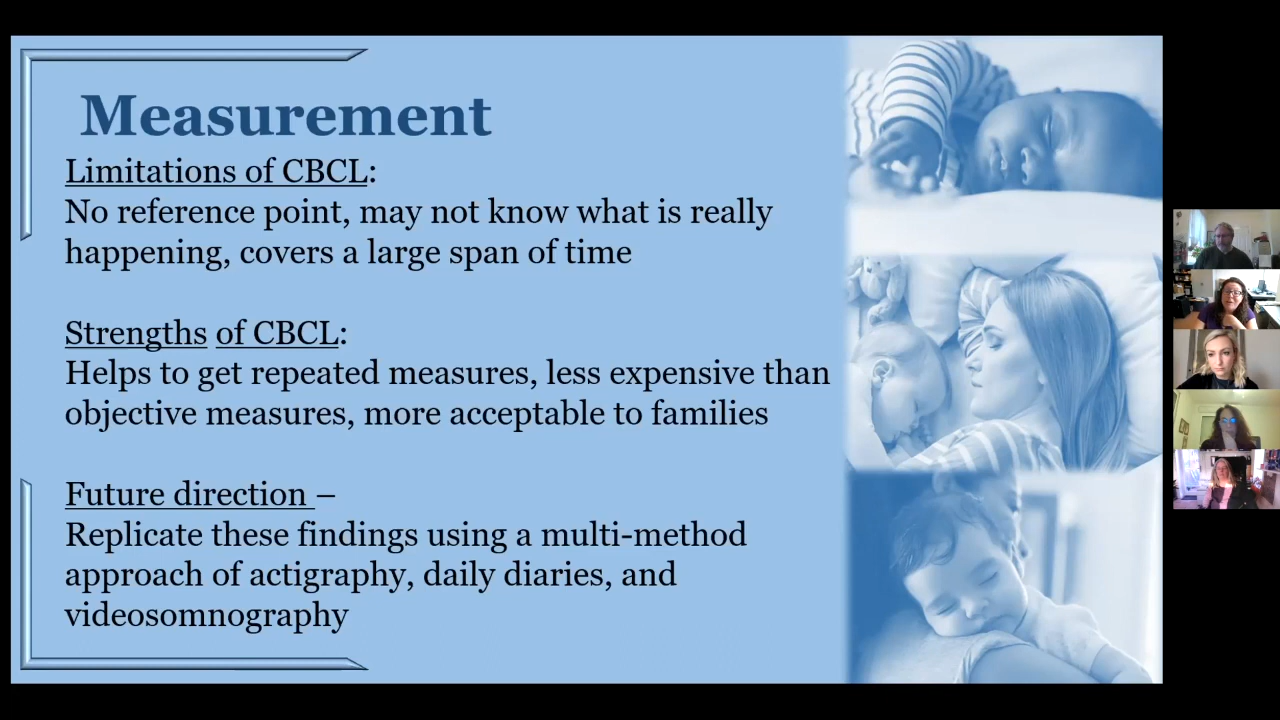 Measurement
Limitations of CBCL:
No reference point, may not know what is really
happening, covers a large span of time
Strengths of CBCL:
Helps to get repeated measures, less expensive than
objective measures, more acceptable to families
Future direction –
Replicate these findings using a multi-method
approach of actigraphy, daily diaries, and
videosomnography